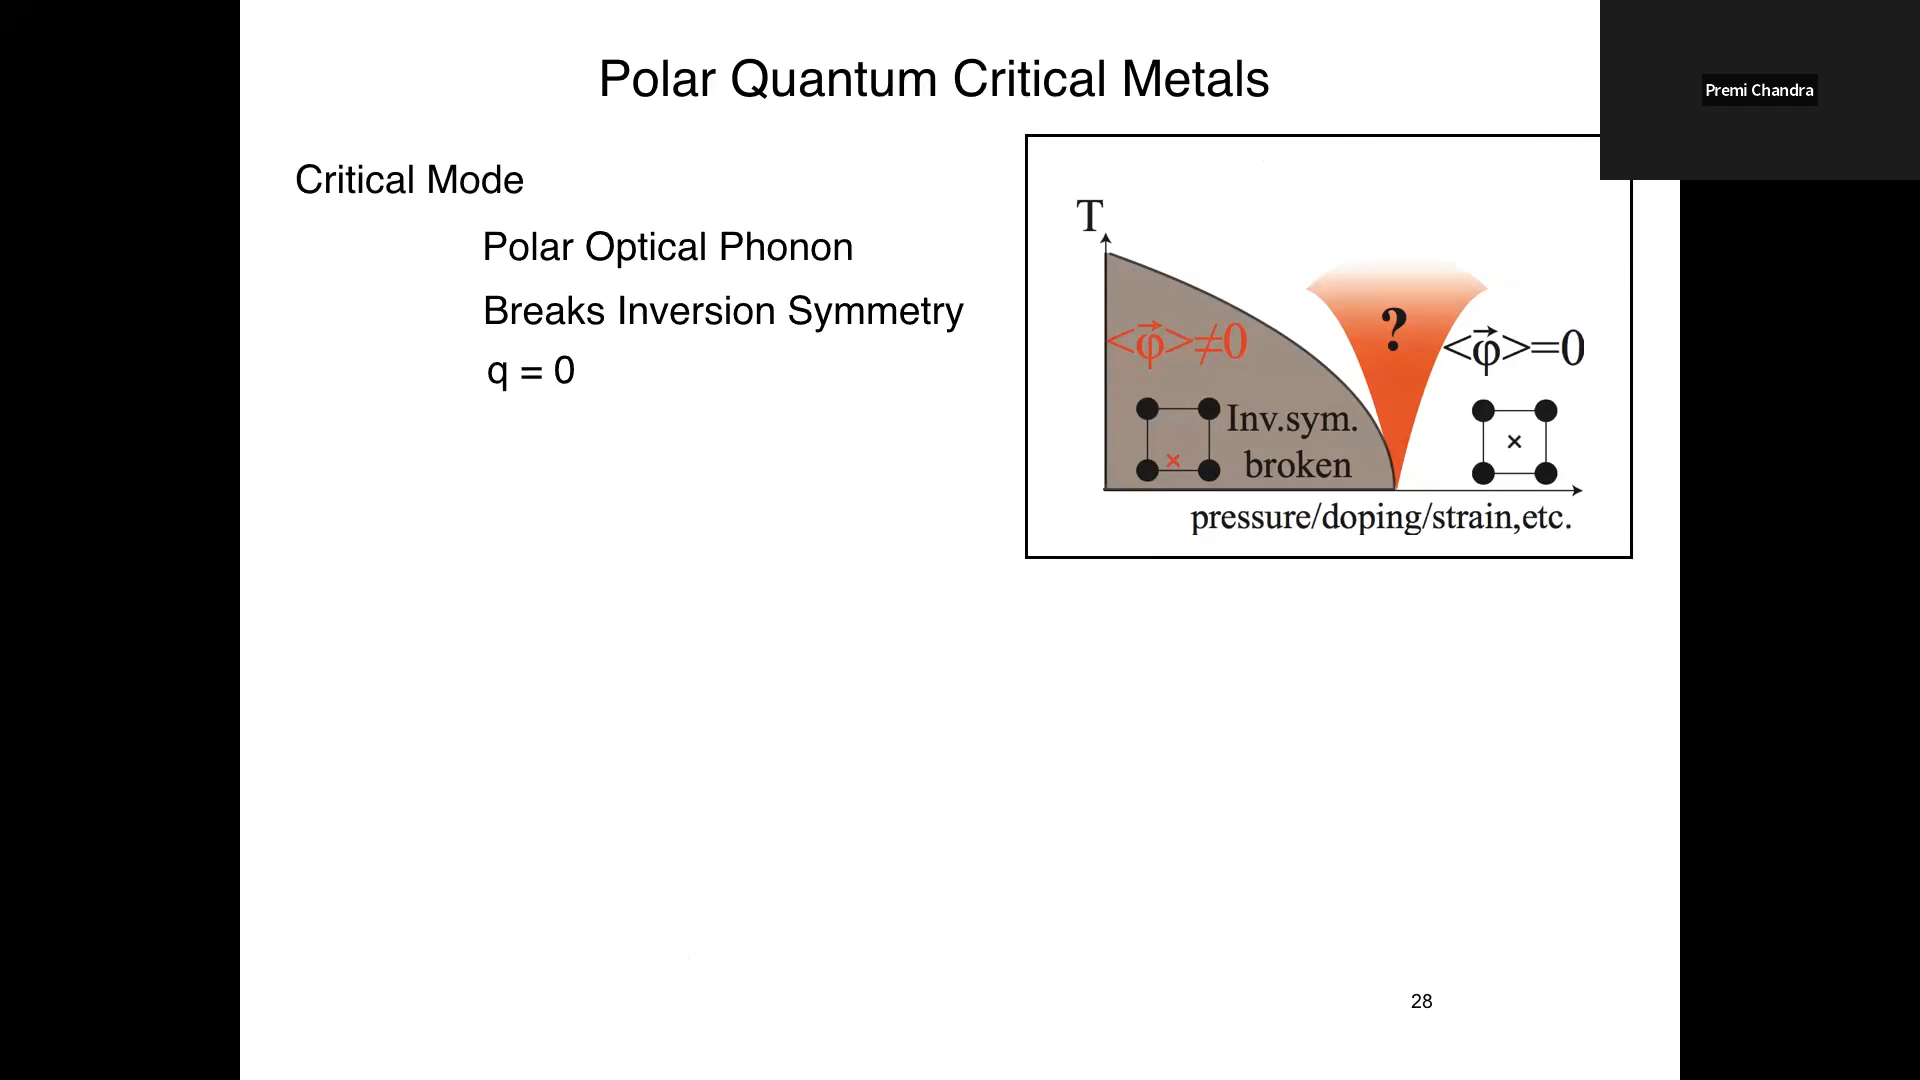 Polar Quantum Critical Metals
Premi Chandra
Critical Mode
Polar Optical Phonon
Breaks Inversion Symmetry
q = 0
T
<φ⃗>≠0
?
<φ⃗>=0
Inv.sym.
broken
×
×
pressure/doping/strain,etc.
28